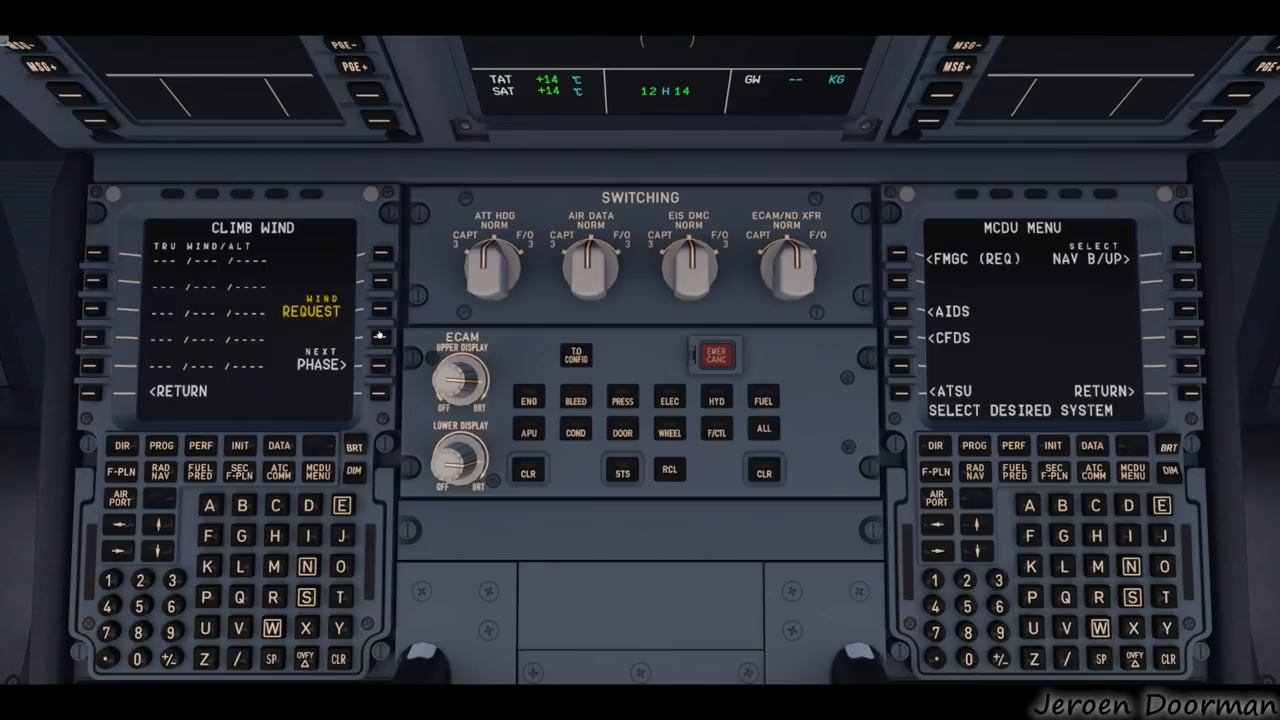 MSG-
MSG+
PGE-
PGE+
TAT +14 °C
SAT +14 °C
12 H 14
GW -- KG
MSG-
MSG+
PGE-
PGE+
CLIMB WIND
TRU WIND/ALT
--- /--- /----
--- /--- /----
WIND
--- /--- /---- REQUEST
--- /--- /----
NEXT
--- /--- /---- PHASE>
<RETURN
SWITCHING
ATT HDG
NORM
CAPT
3
F/O
3
AIR DATA
NORM
CAPT
3
F/O
3
EIS DMC
NORM
CAPT
3
F/O
3
ECAM/ND XFR
NORM
CAPT
F/O
MCDU MENU
SELECT
<FMGC (REQ) NAV B/UP>
<AIDS
<CFDS
<ATSU RETURN>
SELECT DESIRED SYSTEM
ECAM
UPPER DISPLAY
OFF BRT
LOWER DISPLAY
OFF BRT
T.O
CONFIG
EMER
CANC
ENG BLEED PRESS ELEC HYD FUEL
APU COND DOOR WHEEL F/CTL ALL
CLR STS RCL CLR
DIR PROG PERF INIT DATA BRT
F-PLN RAD NAV FUEL PRED SEC F-PLN ATC COMM MCDU MENU DIM
AIR PORT
A B C D E
F G H I J
K L M N O
1 2 3
P Q R S T
4 5 6
U V W X Y
7 8 9
. 0 +/- Z / SP OVFY Δ CLR
DIR PROG PERF INIT DATA BRT
F-PLN RAD NAV FUEL PRED SEC F-PLN ATC COMM MCDU MENU DIM
AIR PORT
A B C D E
F G H I J
K L M N O
1 2 3
P Q R S T
4 5 6
U V W X Y
7 8 9
. 0 +/- Z / SP OVFY Δ CLR
Jeroen Doorman